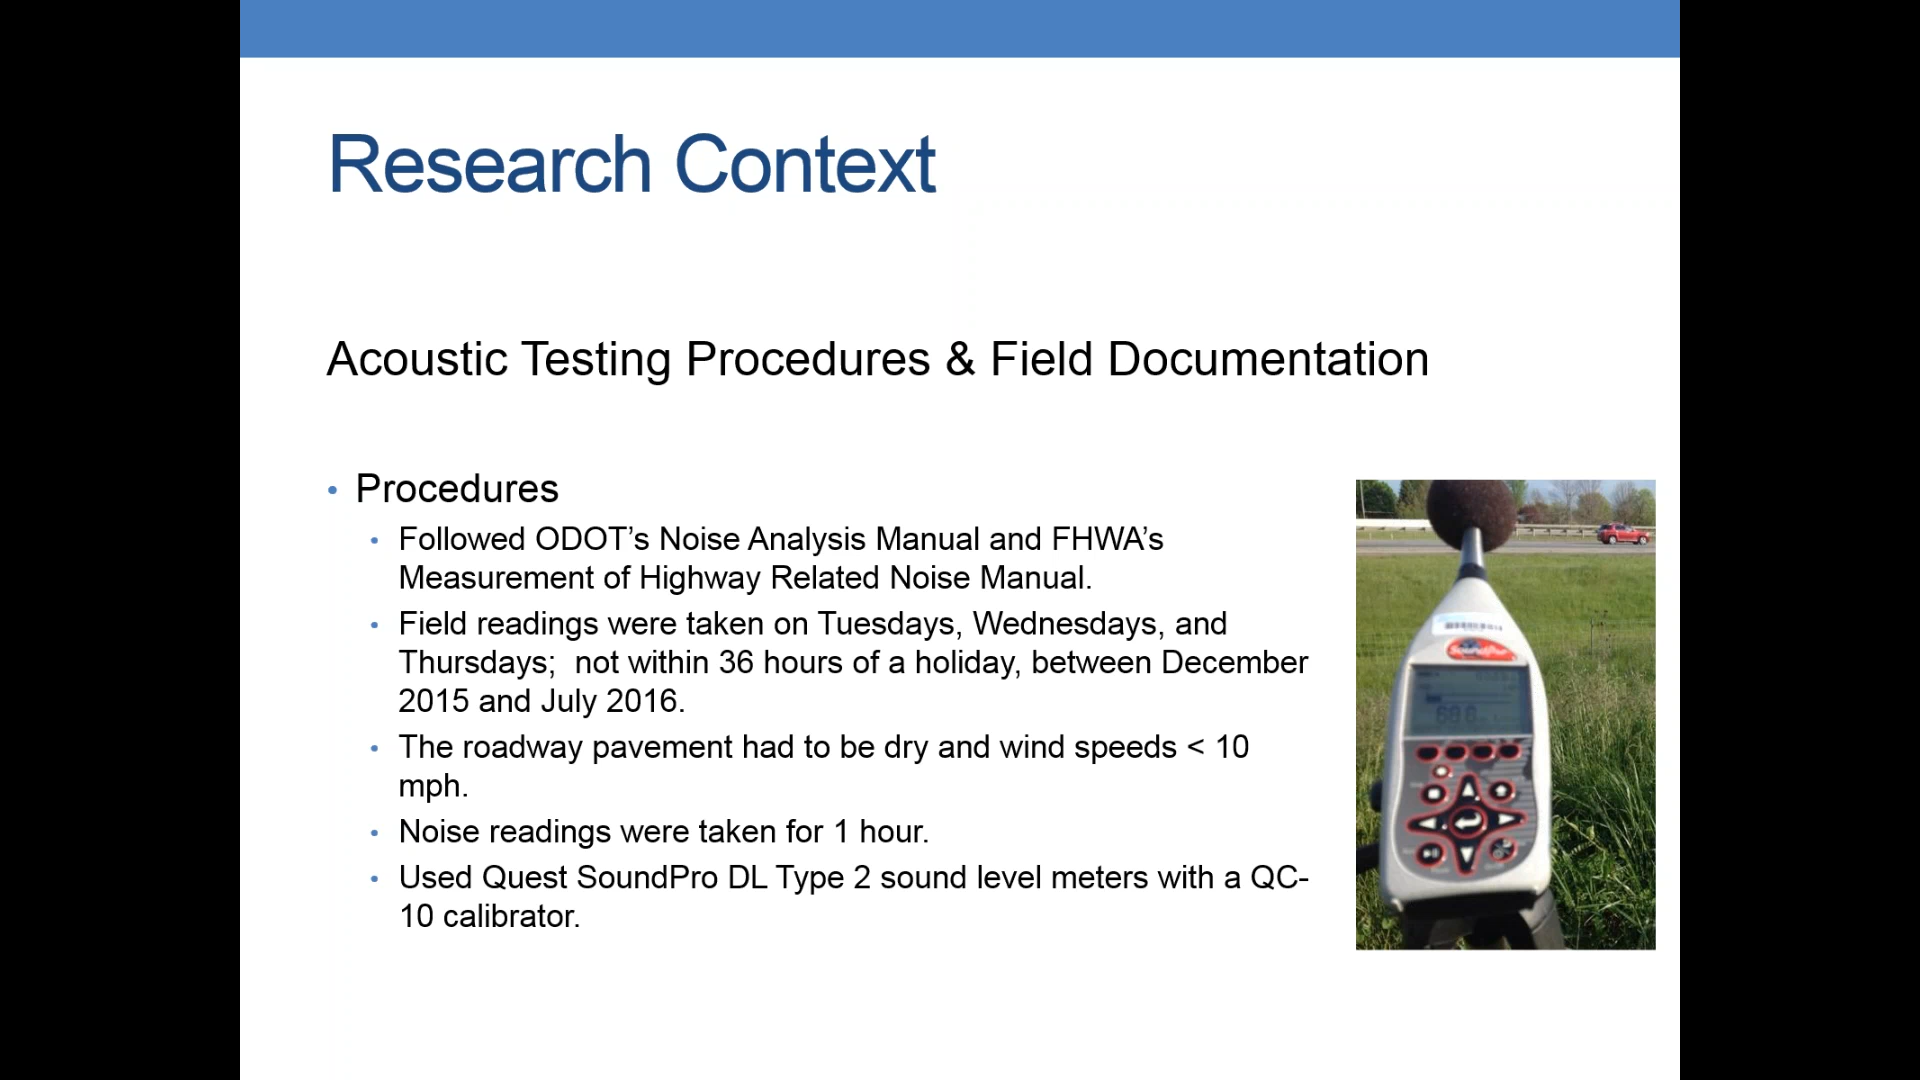 Research Context
Acoustic Testing Procedures & Field Documentation
• Procedures
• Followed ODOT’s Noise Analysis Manual and FHWA’s
Measurement of Highway Related Noise Manual.
• Field readings were taken on Tuesdays, Wednesdays, and
Thursdays;  not within 36 hours of a holiday, between December
2015 and July 2016.
• The roadway pavement had to be dry and wind speeds < 10
mph.
• Noise readings were taken for 1 hour.
• Used Quest SoundPro DL Type 2 sound level meters with a QC-
10 calibrator.
SoundPro